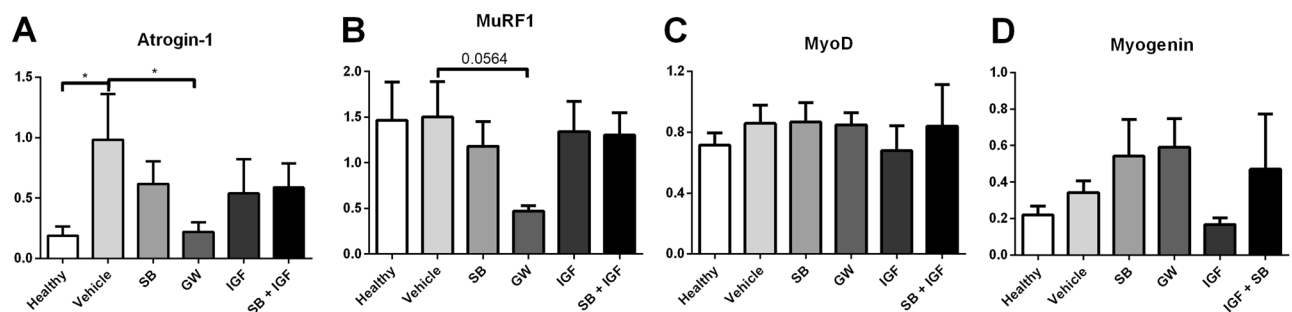 A
Atrogin-1
*
*
1.5
1.0
0.5
0.0
Healthy
Vehicle
SB
GW
IGF
SB + IGF
B
MuRF1
0.0564
2.0
1.5
1.0
0.5
0.0
Healthy
Vehicle
SB
GW
IGF
SB + IGF
C
MyoD
1.2
0.8
0.4
0.0
Healthy
Vehicle
SB
GW
IGF
SB + IGF
D
Myogenin
1.0
0.8
0.6
0.4
0.2
0.0
Healthy
Vehicle
SB
GW
IGF
IGF + SB